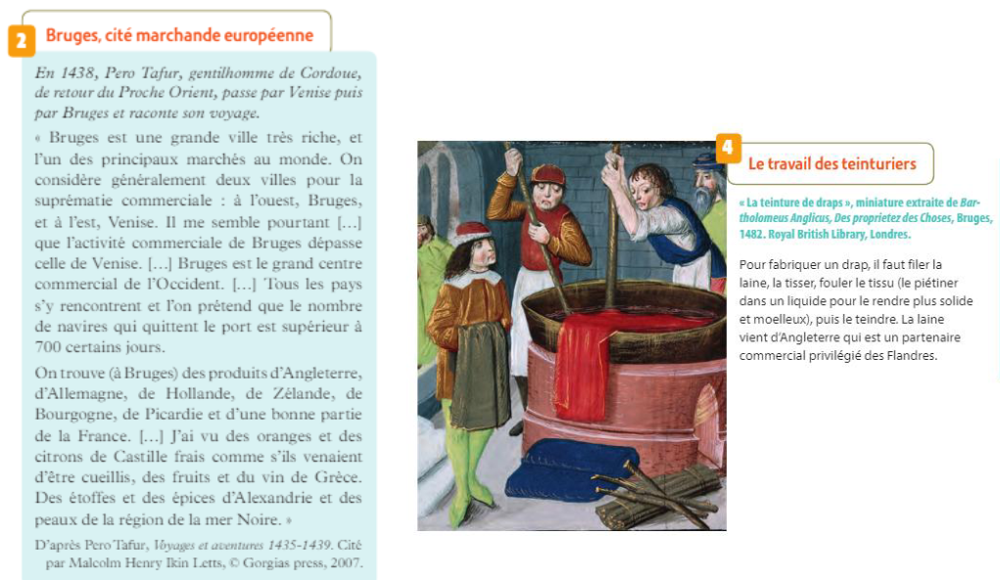 2
Bruges, cité marchande européenne
En 1438, Pero Tafur, gentilhomme de Cordoue,
de retour du Proche Orient, passe par Venise puis
par Bruges et raconte son voyage.
« Bruges est une grande ville très riche, et
l'un des principaux marchés au monde. On
considère généralement deux villes pour la
suprématie commerciale : à l'ouest, Bruges,
et à l'est, Venise. Il me semble pourtant […]
que l'activité commerciale de Bruges dépasse
celle de Venise. […] Bruges est le grand centre
commercial de l'Occident. […] Tous les pays
s'y rencontrent et l'on prétend que le nombre
de navires qui quittent le port est supérieur à
700 certains jours.
On trouve (à Bruges) des produits d'Angleterre,
d'Allemagne, de Hollande, de Zélande, de
Bourgogne, de Picardie et d'une bonne partie
de la France. […] J'ai vu des oranges et des
citrons de Castille frais comme s'ils venaient
d'être cueillis, des fruits et du vin de Grèce.
Des étoffes et des épices d'Alexandrie et des
peaux de la région de la mer Noire. »
D'après Pero Tafur, Voyages et aventures 1435-1439. Cité
par Malcolm Henry Ikin Letts, © Gorgias press, 2007.
4
Le travail des teinturiers
« La teinture de draps », miniature extraite de Bar-
tholomeus Anglicus, Des proprietez des Choses, Bruges,
1482. Royal British Library, Londres.
Pour fabriquer un drap, il faut filer la
laine, la tisser, fouler le tissu (le piétiner
dans un liquide pour le rendre plus solide
et moelleux), puis le teindre. La laine
vient d'Angleterre qui est un partenaire
commercial privilégié des Flandres.